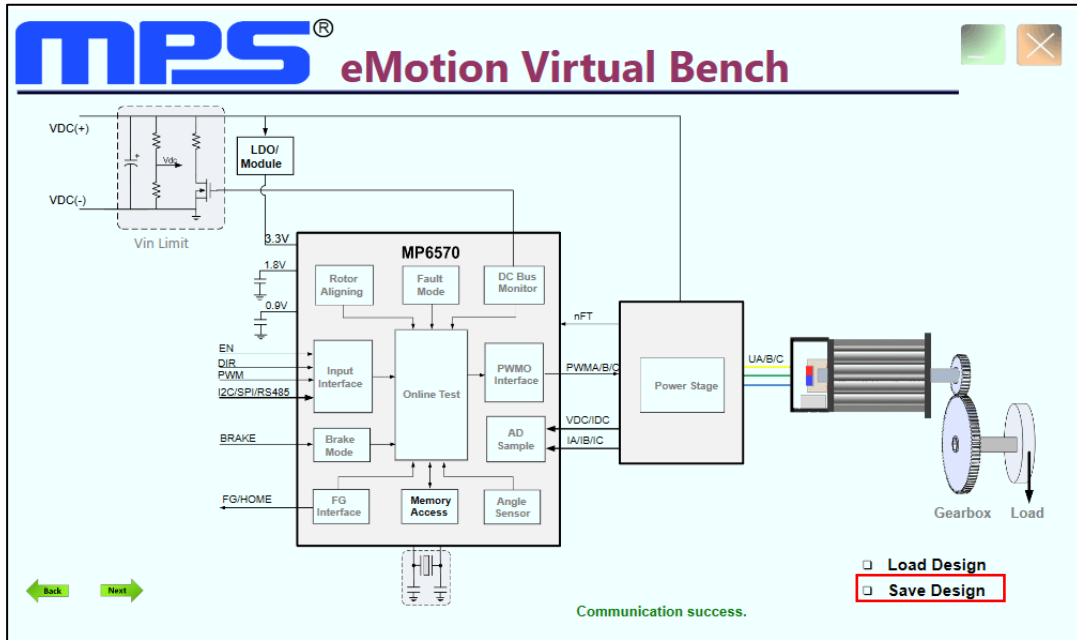 MPS®
eMotion Virtual Bench
VDC(+)
Vdc
VDC(-)
Vin Limit
LDO/
Module
3.3V
1.8V
0.9V
MP6570
Rotor
Aligning
Fault
Mode
DC Bus
Monitor
EN
DIR
PWM
I2C/SPI/RS485
Input
Interface
Online Test
PWMO
Interface
nFT
PWMA/B/C
Power Stage
UA/B/C
BRAKE
Brake
Mode
AD
Sample
VDC/IDC
IA/IB/IC
FG/HOME
FG
Interface
Memory
Access
Angle
Sensor
Gearbox
Load
Back
Next
Load Design
Save Design
Communication success.